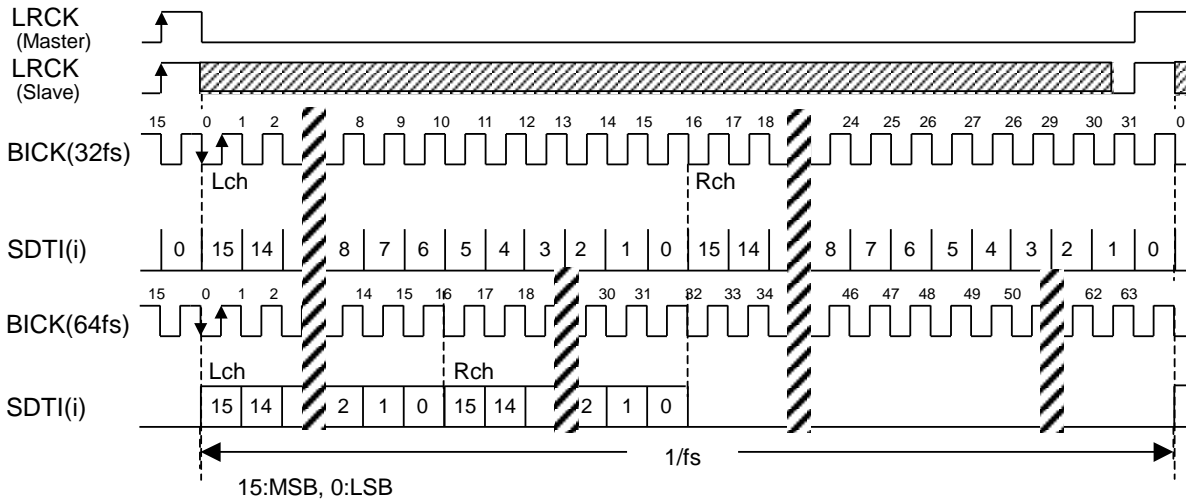 LRCK
(Master)
LRCK
(Slave)
15 0 1 2 8 9 10 11 12 13 14 15 16 17 18 24 25 26 27 26 29 30 31 0
BICK(32fs)
Lch Rch
SDTI(i) 0 15 14 8 7 6 5 4 3 2 1 0 15 14 8 7 6 5 4 3 2 1 0
15 0 1 2 14 15 16 17 18 30 31 32 33 34 46 47 48 49 50 62 63
BICK(64fs)
Lch Rch
SDTI(i) 15 14 2 1 0 15 14 2 1 0
1/fs
15:MSB, 0:LSB